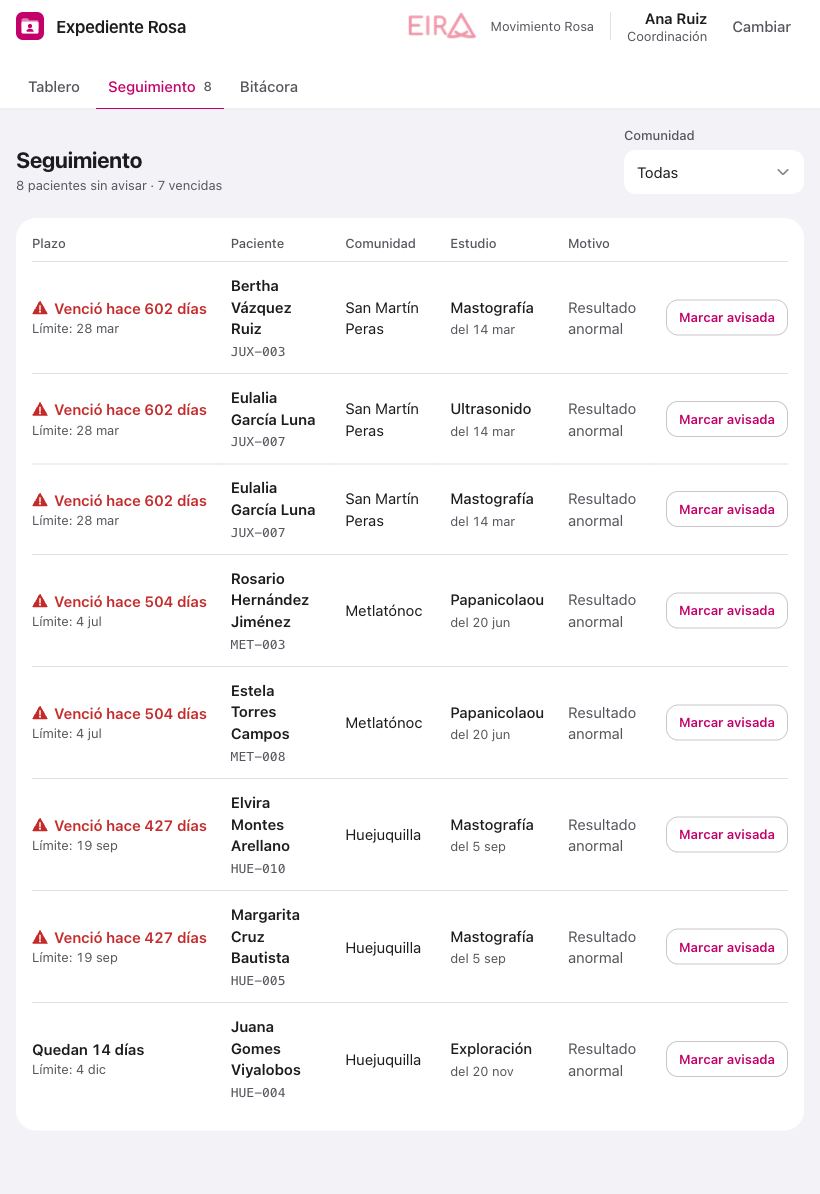 Expediente Rosa
EIRA
Movimiento Rosa
Ana Ruiz
Coordinación
Cambiar
Tablero
Seguimiento 8
Bitácora
Seguimiento
8 pacientes sin avisar · 7 vencidas
Comunidad
Todas
Plazo
Paciente
Comunidad
Estudio
Motivo
Venció hace 602 días
Límite: 28 mar
Bertha
Vázquez
Ruiz
JUX-003
San Martín
Peras
Mastografía
del 14 mar
Resultado
anormal
Marcar avisada
Venció hace 602 días
Límite: 28 mar
Eulalia
García Luna
JUX-007
San Martín
Peras
Ultrasonido
del 14 mar
Resultado
anormal
Marcar avisada
Venció hace 602 días
Límite: 28 mar
Eulalia
García Luna
JUX-007
San Martín
Peras
Mastografía
del 14 mar
Resultado
anormal
Marcar avisada
Venció hace 504 días
Límite: 4 jul
Rosario
Hernández
Jiménez
MET-003
Metlatónoc
Papanicolaou
del 20 jun
Resultado
anormal
Marcar avisada
Venció hace 504 días
Límite: 4 jul
Estela
Torres
Campos
MET-008
Metlatónoc
Papanicolaou
del 20 jun
Resultado
anormal
Marcar avisada
Venció hace 427 días
Límite: 19 sep
Elvira
Montes
Arellano
HUE-010
Huejuquilla
Mastografía
del 5 sep
Resultado
anormal
Marcar avisada
Venció hace 427 días
Límite: 19 sep
Margarita
Cruz
Bautista
HUE-005
Huejuquilla
Mastografía
del 5 sep
Resultado
anormal
Marcar avisada
Quedan 14 días
Límite: 4 dic
Juana
Gomes
Viyalobos
HUE-004
Huejuquilla
Exploración
del 20 nov
Resultado
anormal
Marcar avisada